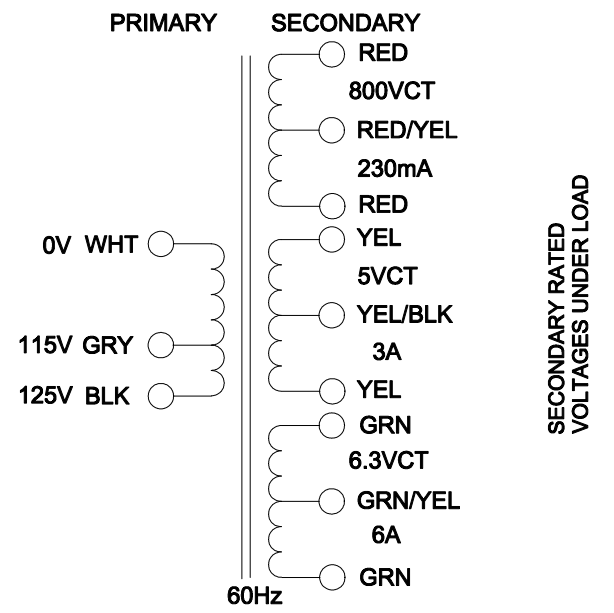 PRIMARY SECONDARY
RED
800VCT
RED/YEL
230mA
RED
0V WHT
115V GRY
125V BLK
YEL
5VCT
YEL/BLK
3A
YEL
GRN
6.3VCT
GRN/YEL
6A
GRN
60Hz
SECONDARY RATED
VOLTAGES UNDER LOAD